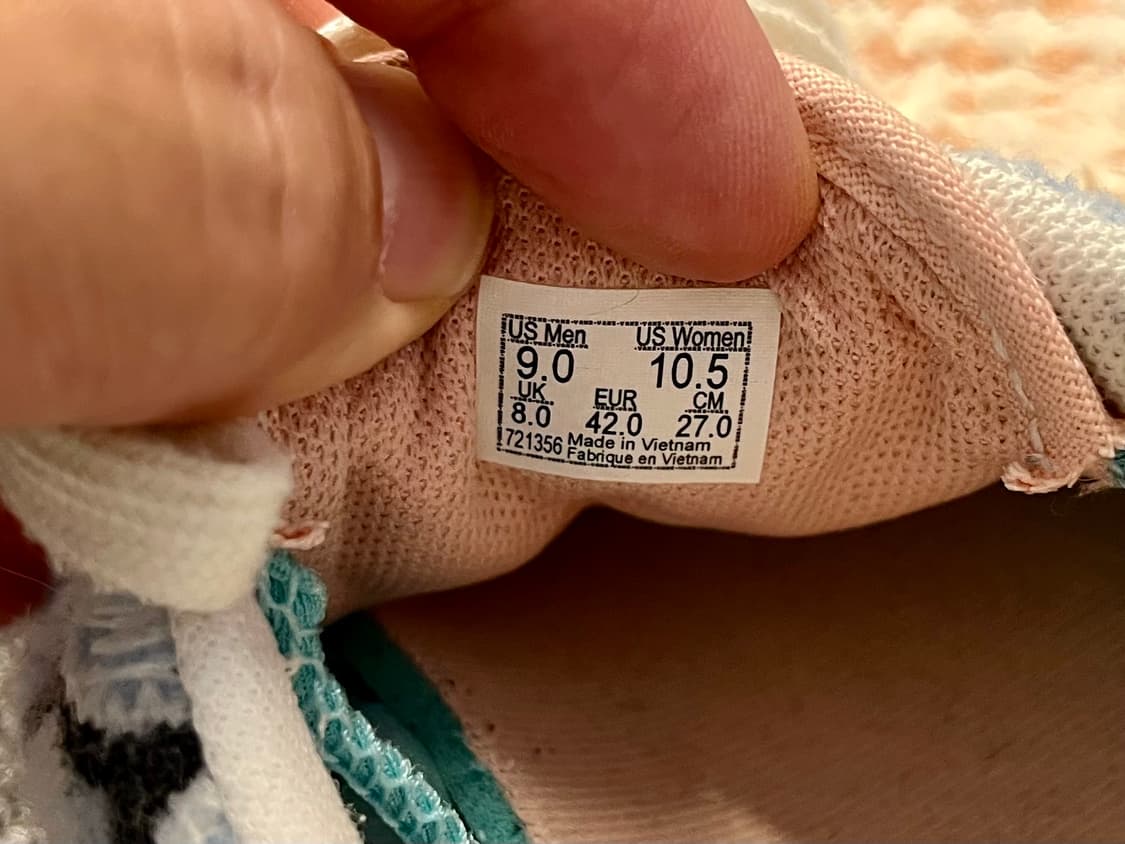 US Men US Women
9.0 10.5
UK EUR CM
8.0 42.0 27.0
721356 Made in Vietnam
Fabrique en Vietnam